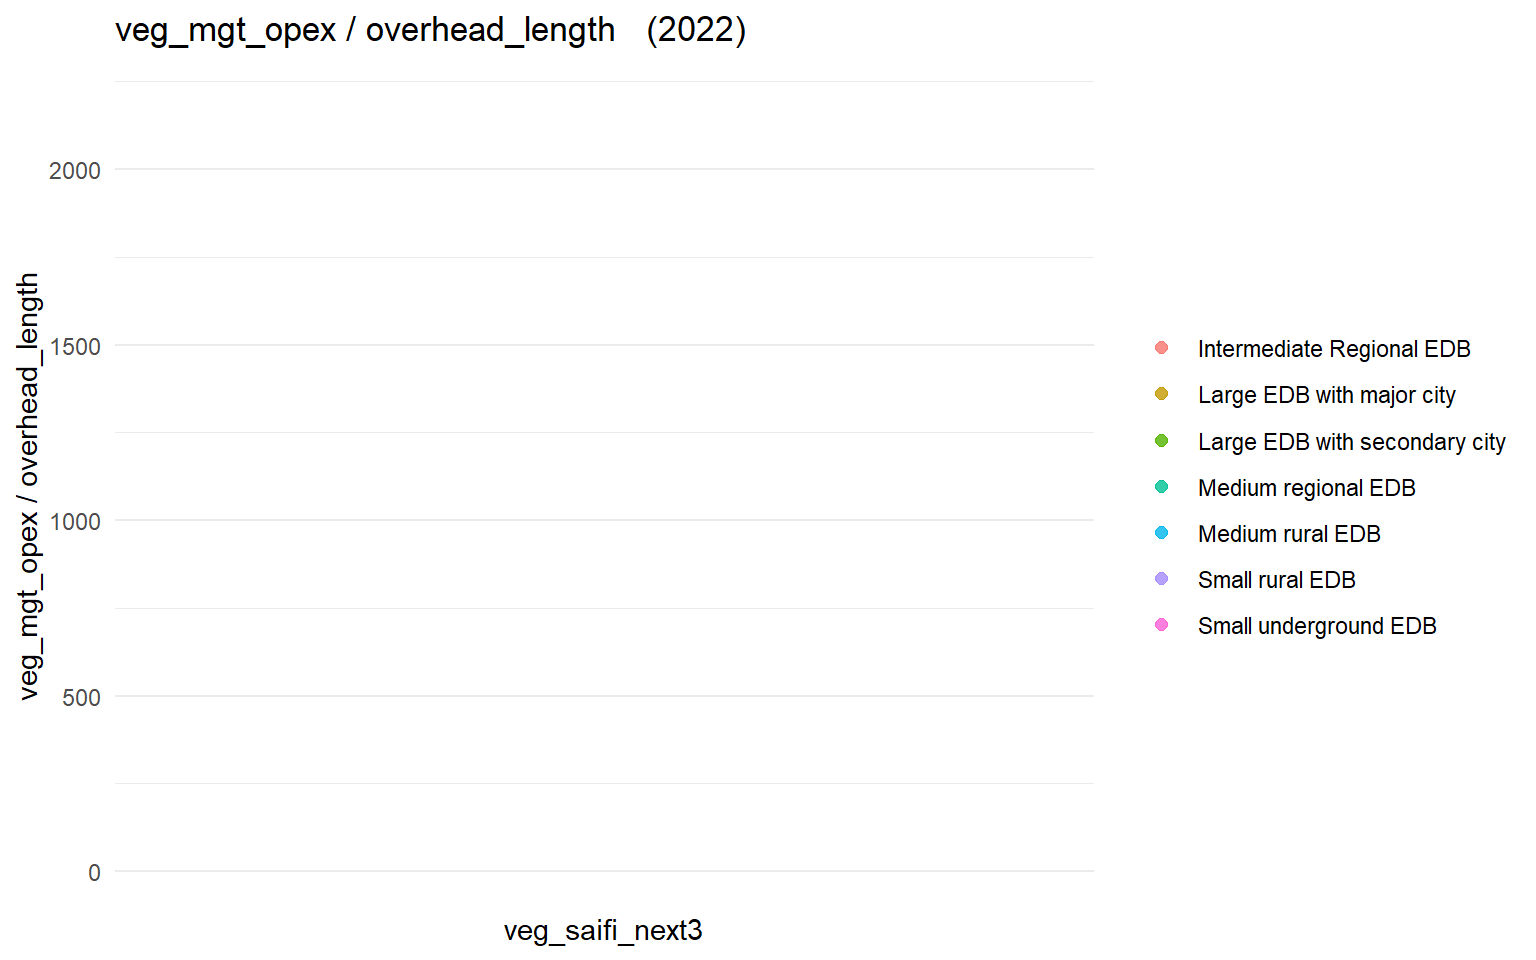 veg_mgt_opex / overhead_length   (2022)
veg_mgt_opex / overhead_length
2000
1500
1000
500
0
veg_saifi_next3
Intermediate Regional EDB
Large EDB with major city
Large EDB with secondary city
Medium regional EDB
Medium rural EDB
Small rural EDB
Small underground EDB